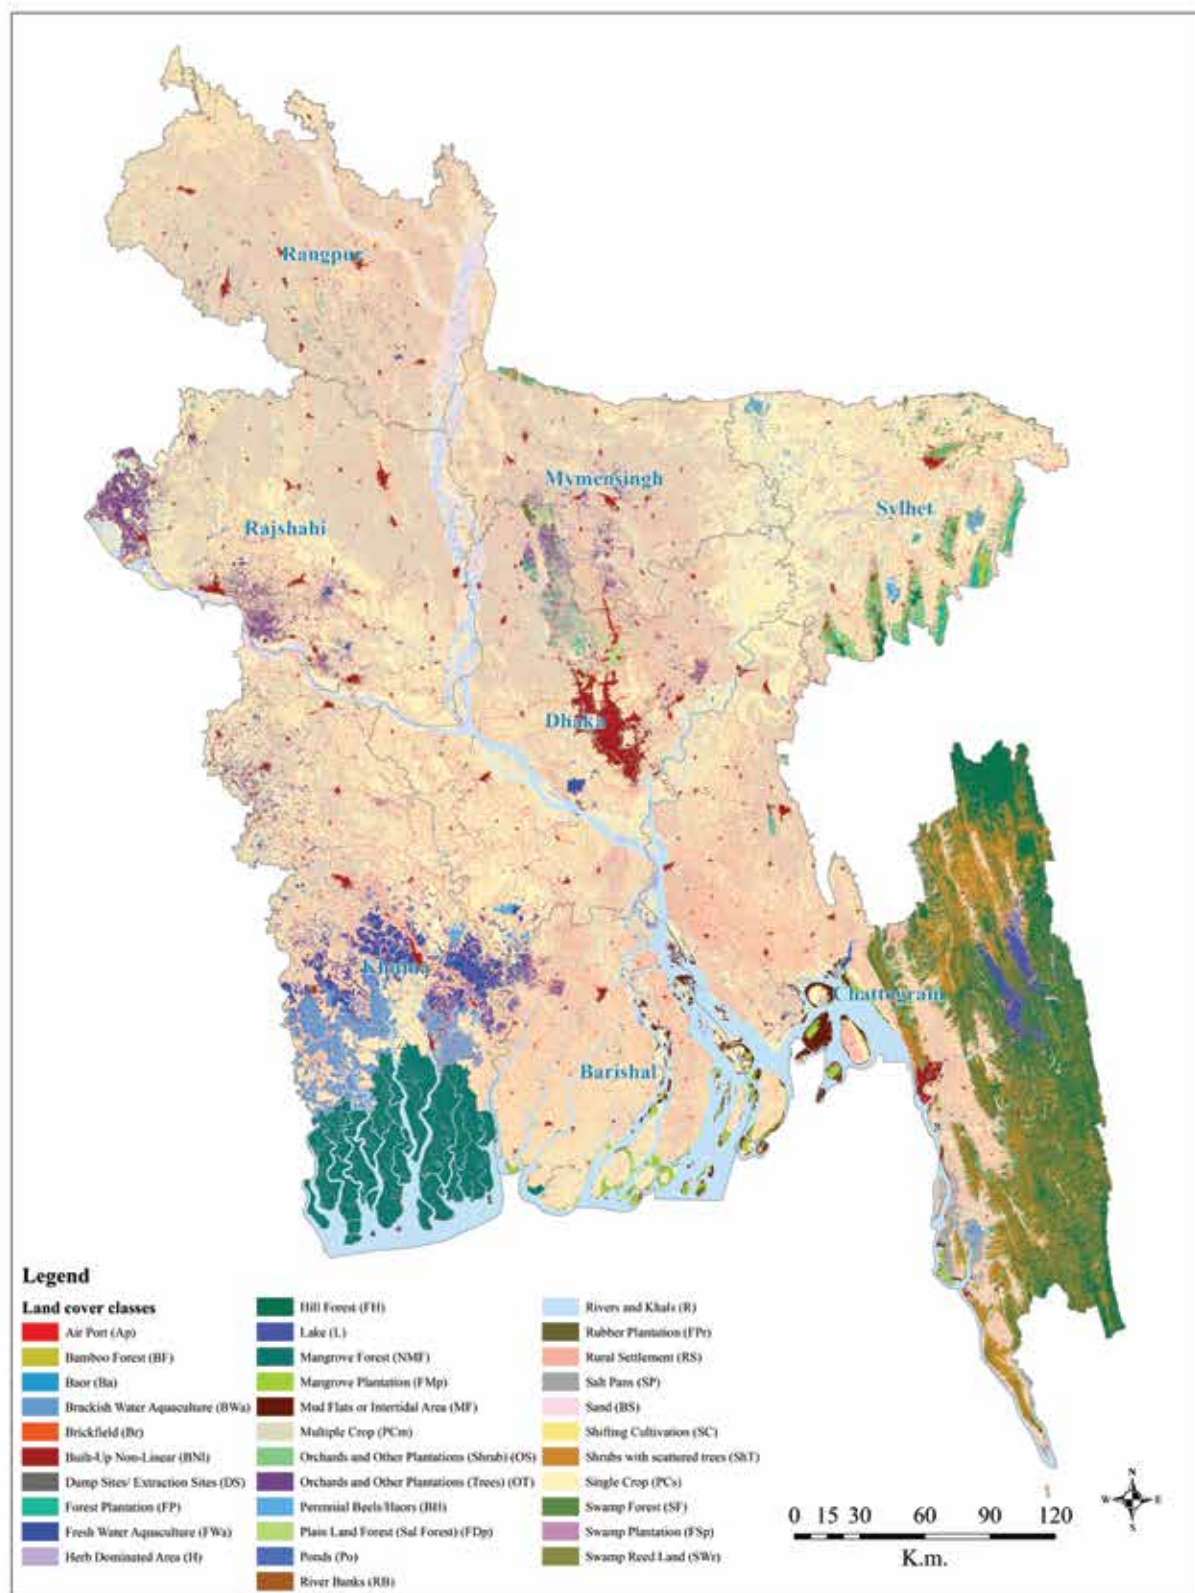 Rangpur
Mymensingh
Sylhet
Rajshahi
Dhaka
Khulna
Chattogram
Barishal
Legend
Land cover classes
Air Port (Ap)
Bamboo Forest (BF)
Baor (Ba)
Brackish Water Aquaculture (BWa)
Brickfield (Br)
Built-Up Non-Linear (BNl)
Dump Sites/ Extraction Sites (DS)
Forest Plantation (FP)
Fresh Water Aquaculture (FWa)
Herb Dominated Area (H)
Hill Forest (FH)
Lake (L)
Mangrove Forest (NMF)
Mangrove Plantation (FMp)
Mud Flats or Intertidal Area (MF)
Multiple Crop (PCm)
Orchards and Other Plantations (Shrub) (OS)
Orchards and Other Plantations (Trees) (OT)
Perennial Beels/Haors (BH)
Plain Land Forest (Sal Forest) (FDp)
Ponds (Po)
River Banks (RB)
Rivers and Khals (R)
Rubber Plantation (FPr)
Rural Settlement (RS)
Salt Pans (SP)
Sand (BS)
Shifting Cultivation (SC)
Shrubs with scattered trees (ShT)
Single Crop (PCs)
Swamp Forest (SF)
Swamp Plantation (FSp)
Swamp Reed Land (SWr)
N
W E
S
0 15 30 60 90 120
K.m.